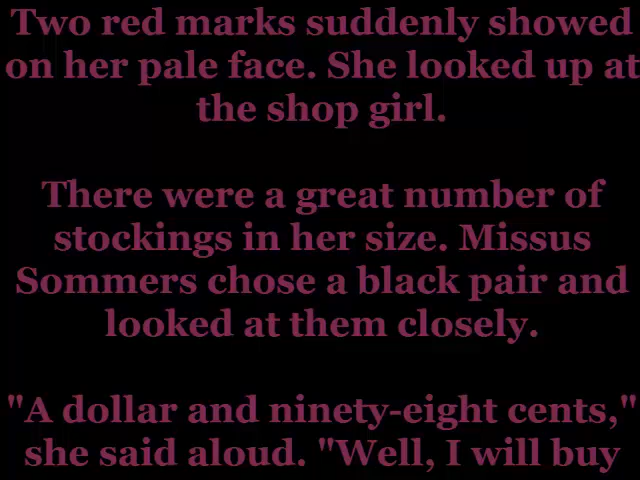 Two red marks suddenly showed
on her pale face. She looked up at
the shop girl.
There were a great number of
stockings in her size. Missus
Sommers chose a black pair and
looked at them closely.
"A dollar and ninety-eight cents,"
she said aloud. "Well, I will buy